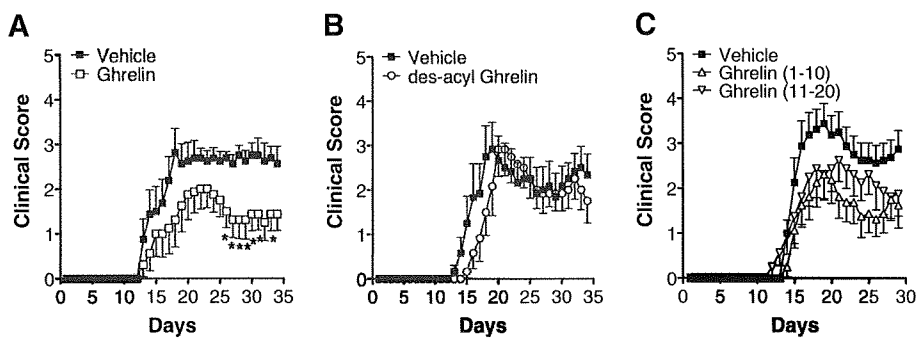 A
Vehicle
Ghrelin
Clinical Score
5
4
3
2
1
0
* * * * * * *
0 5 10 15 20 25 30 35
Days
B
Vehicle
des-acyl Ghrelin
Clinical Score
5
4
3
2
1
0
0 5 10 15 20 25 30 35
Days
C
Vehicle
Ghrelin (1-10)
Ghrelin (11-20)
Clinical Score
5
4
3
2
1
0
0 5 10 15 20 25 30
Days